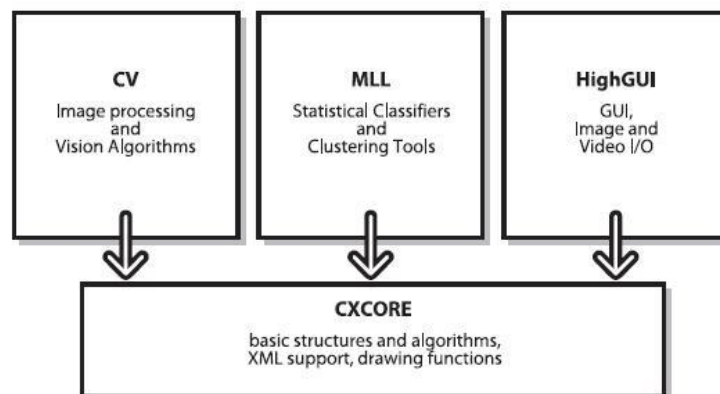 CV
Image processing
and
Vision Algorithms
MLL
Statistical Classifiers
and
Clustering Tools
HighGUI
GUI,
Image and
Video I/O
CXCORE
basic structures and algorithms,
XML support, drawing functions